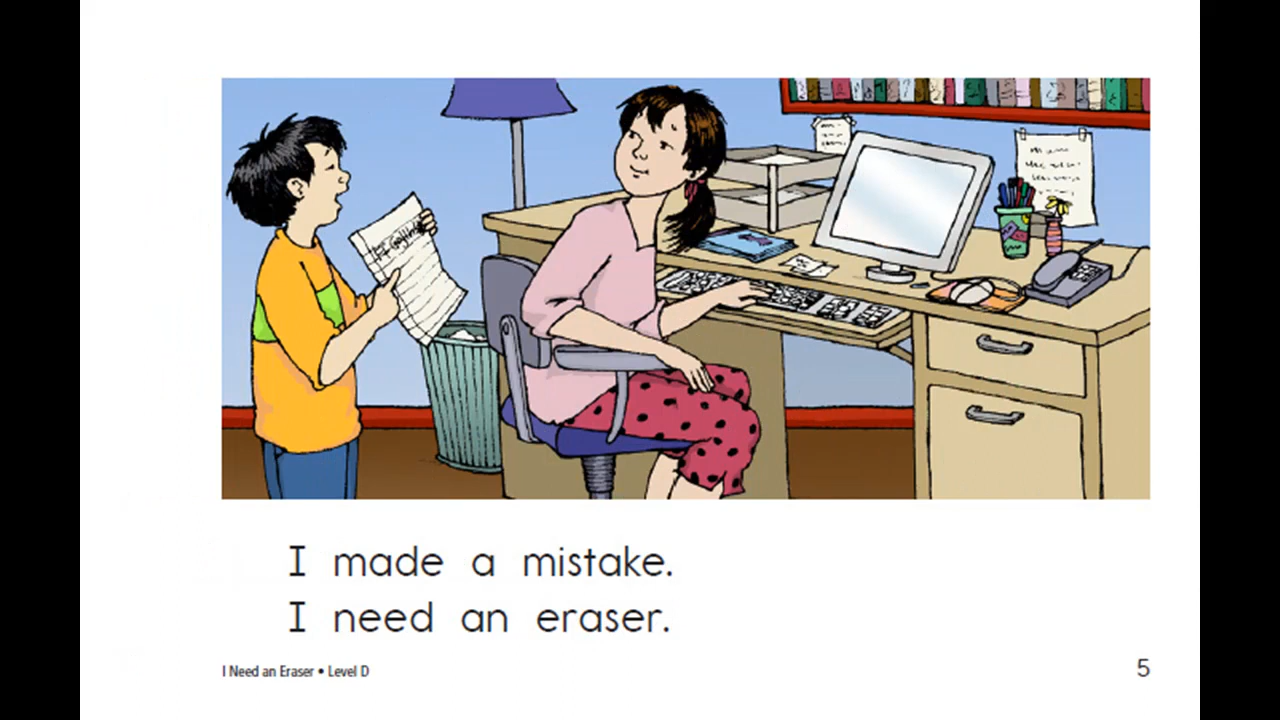 I made a mistake.
I need an eraser.
I Need an Eraser • Level D
5